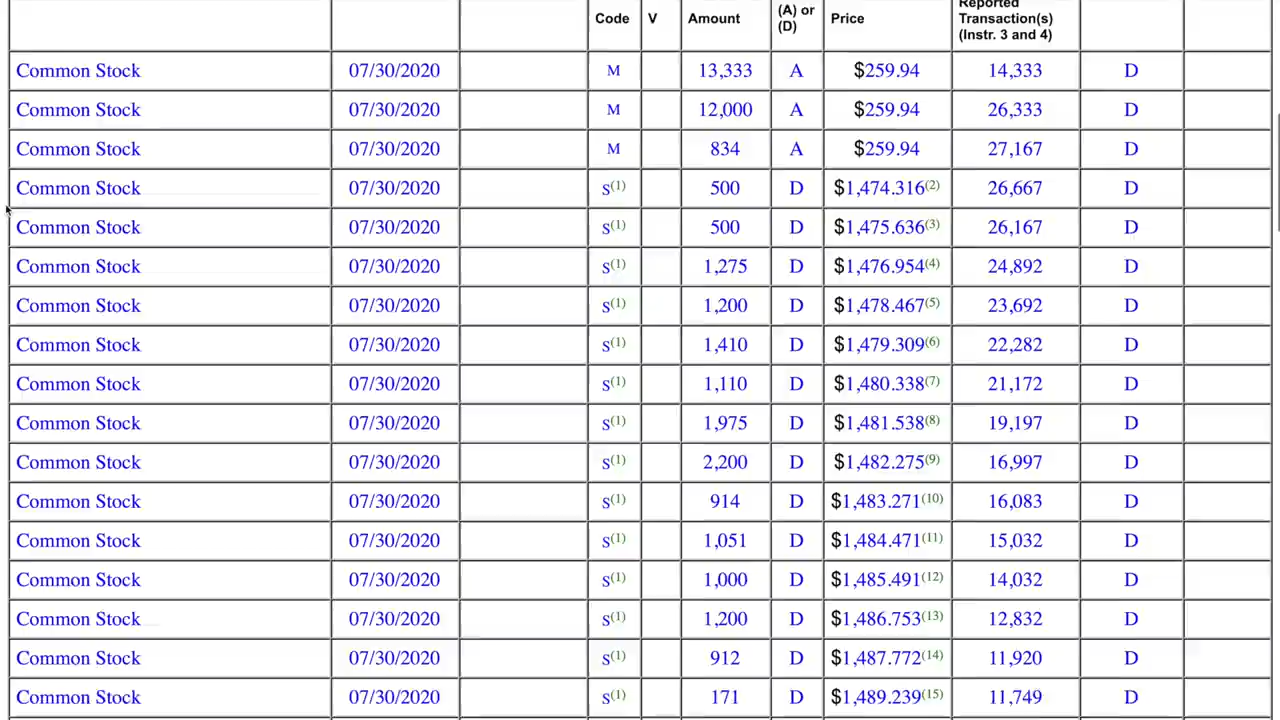 Code V Amount (A) or (D) Price Reported Transaction(s) (Instr. 3 and 4)
Common Stock 07/30/2020 M 13,333 A $259.94 14,333 D
Common Stock 07/30/2020 M 12,000 A $259.94 26,333 D
Common Stock 07/30/2020 M 834 A $259.94 27,167 D
Common Stock 07/30/2020 S(1) 500 D $1,474.316(2) 26,667 D
Common Stock 07/30/2020 S(1) 500 D $1,475.636(3) 26,167 D
Common Stock 07/30/2020 S(1) 1,275 D $1,476.954(4) 24,892 D
Common Stock 07/30/2020 S(1) 1,200 D $1,478.467(5) 23,692 D
Common Stock 07/30/2020 S(1) 1,410 D $1,479.309(6) 22,282 D
Common Stock 07/30/2020 S(1) 1,110 D $1,480.338(7) 21,172 D
Common Stock 07/30/2020 S(1) 1,975 D $1,481.538(8) 19,197 D
Common Stock 07/30/2020 S(1) 2,200 D $1,482.275(9) 16,997 D
Common Stock 07/30/2020 S(1) 914 D $1,483.271(10) 16,083 D
Common Stock 07/30/2020 S(1) 1,051 D $1,484.471(11) 15,032 D
Common Stock 07/30/2020 S(1) 1,000 D $1,485.491(12) 14,032 D
Common Stock 07/30/2020 S(1) 1,200 D $1,486.753(13) 12,832 D
Common Stock 07/30/2020 S(1) 912 D $1,487.772(14) 11,920 D
Common Stock 07/30/2020 S(1) 171 D $1,489.239(15) 11,749 D